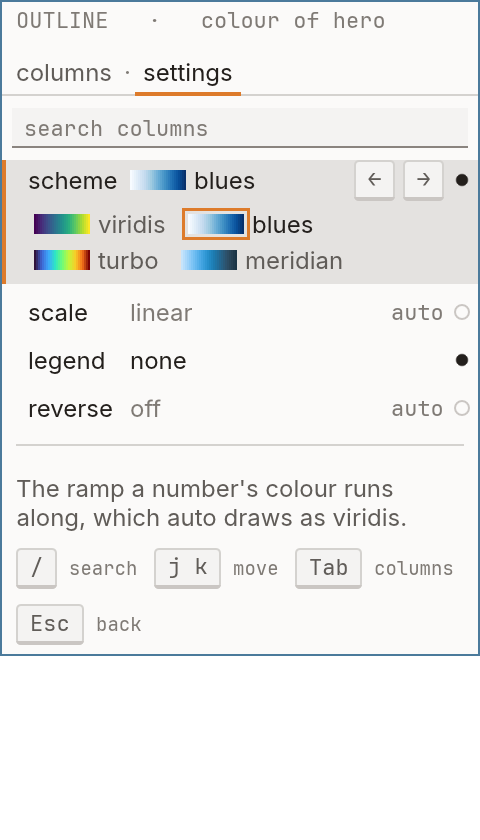 OUTLINE · colour of hero
columns · settings
search columns
scheme blues ← →
viridis blues
turbo meridian
scale linear auto
legend none
reverse off auto
The ramp a number's colour runs
along, which auto draws as viridis.
/ search j k move Tab columns
Esc back